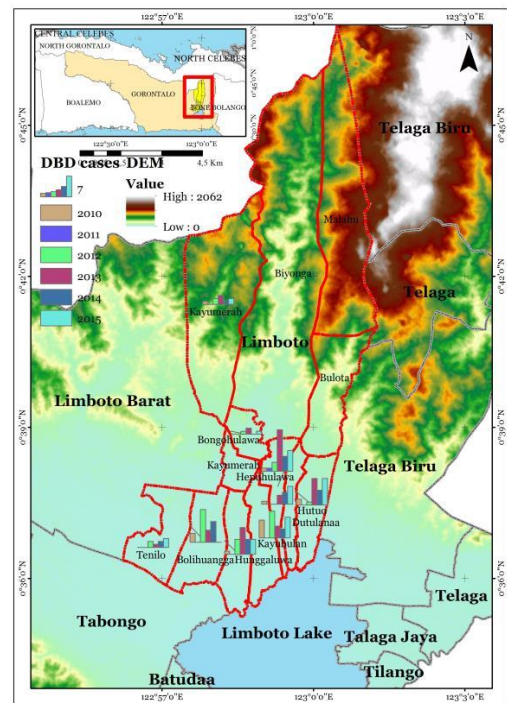 122°57'0"E
123°0'0"E
123°3'0"E
CENTRAL CELEBES
NORTH GORONTALO
NORTH CELEBES
GORONTALO
BOALEMO
BONE BOLANGO
122°57'0"E
123°0'0"E
N
4,5 Km
DBD cases
DEM
7
Value
High : 2062
Low : 0
2010
2011
2012
2013
2014
2015
0°45'0"N
0°42'0"N
0°39'0"N
0°36'0"N
0°45'0"N
0°42'0"N
0°39'0"N
0°36'0"N
Telaga Biru
Malahu
Biyonga
Telaga
Kayumerah
Limboto
Bulota
Limboto Barat
Bongohulawa
Kayumerah
Hepuhulawa
Telaga Biru
Hutuo
Dutulanaa
Kayubulan
Tenilo
Bolihuangga
Hunggaluwa
Telaga
Tabongo
Limboto Lake
Talaga Jaya
Tilango
Batudaa
122°57'0"E
123°0'0"E
123°3'0"E